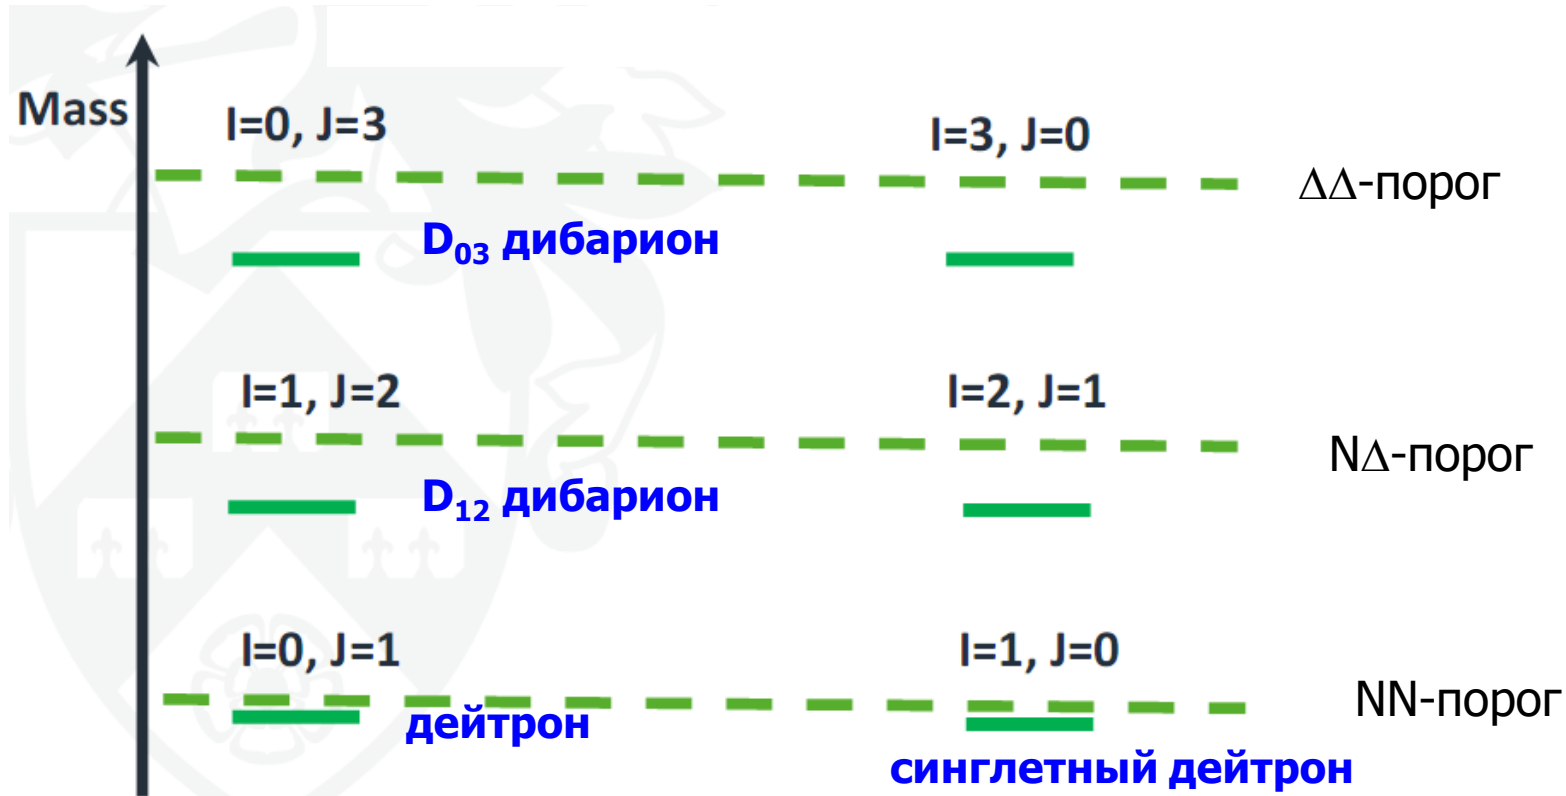 Mass
I=0, J=3
I=3, J=0
ΔΔ-порог
D₀₃ дибарион
I=1, J=2
I=2, J=1
NΔ-порог
D₁₂ дибарион
I=0, J=1
I=1, J=0
NN-порог
дейтрон
синглетный дейтрон